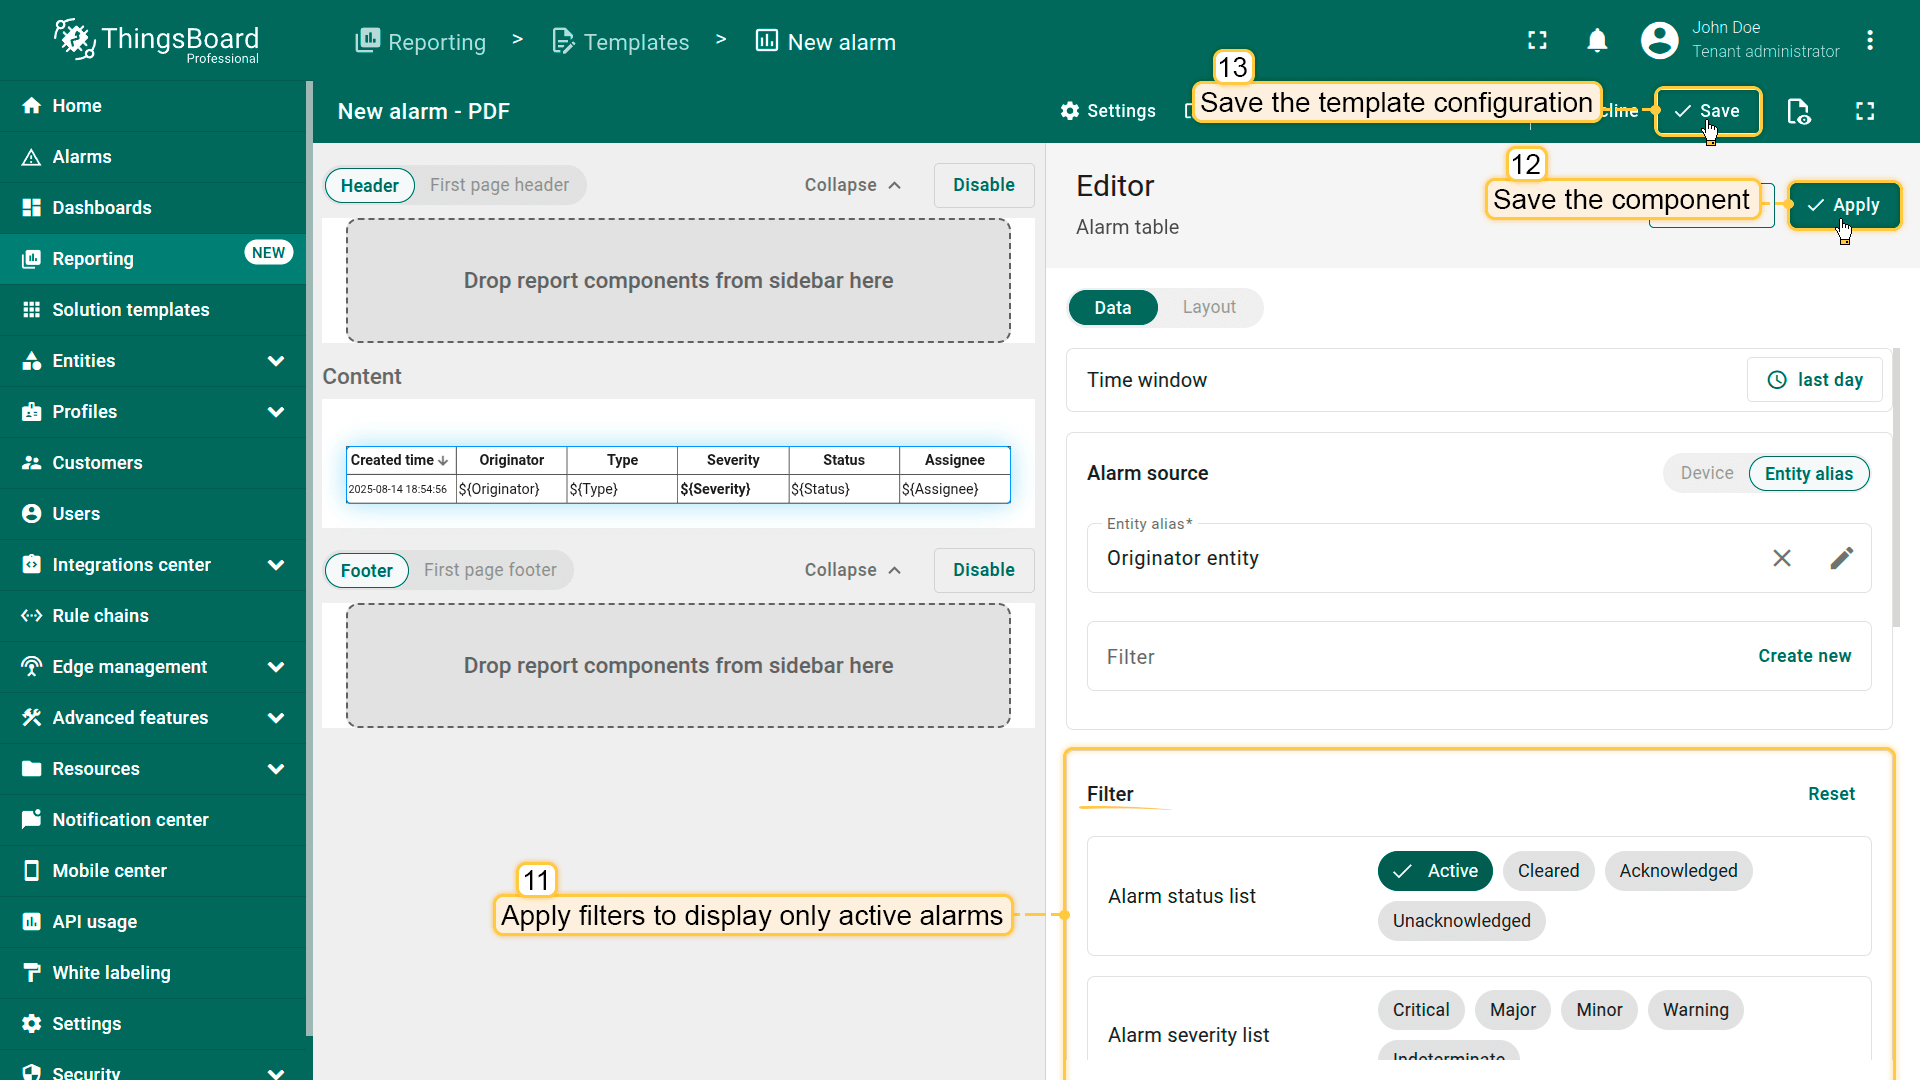 ThingsBoard
Professional
Reporting > Templates > New alarm
John Doe
Tenant administrator
Home
Alarms
Dashboards
Reporting NEW
Solution templates
Entities
Profiles
Customers
Users
Integrations center
Rule chains
Edge management
Advanced features
Resources
Notification center
Mobile center
API usage
White labeling
Settings
Security
New alarm - PDF
Settings
13
Save the template configuration
Save
Header
First page header
Collapse
Disable
Drop report components from sidebar here
Content
Created time Originator Type Severity Status Assignee
2025-08-14 18:54:56 ${Originator} ${Type} ${Severity} ${Status} ${Assignee}
Footer
First page footer
Collapse
Disable
Drop report components from sidebar here
11
Apply filters to display only active alarms
Editor
Alarm table
12
Save the component
Apply
Data
Layout
Time window
last day
Alarm source
Device
Entity alias
Entity alias*
Originator entity
Filter
Create new
Filter
Reset
Alarm status list
Active
Cleared
Acknowledged
Unacknowledged
Alarm severity list
Critical
Major
Minor
Warning
Indeterminate